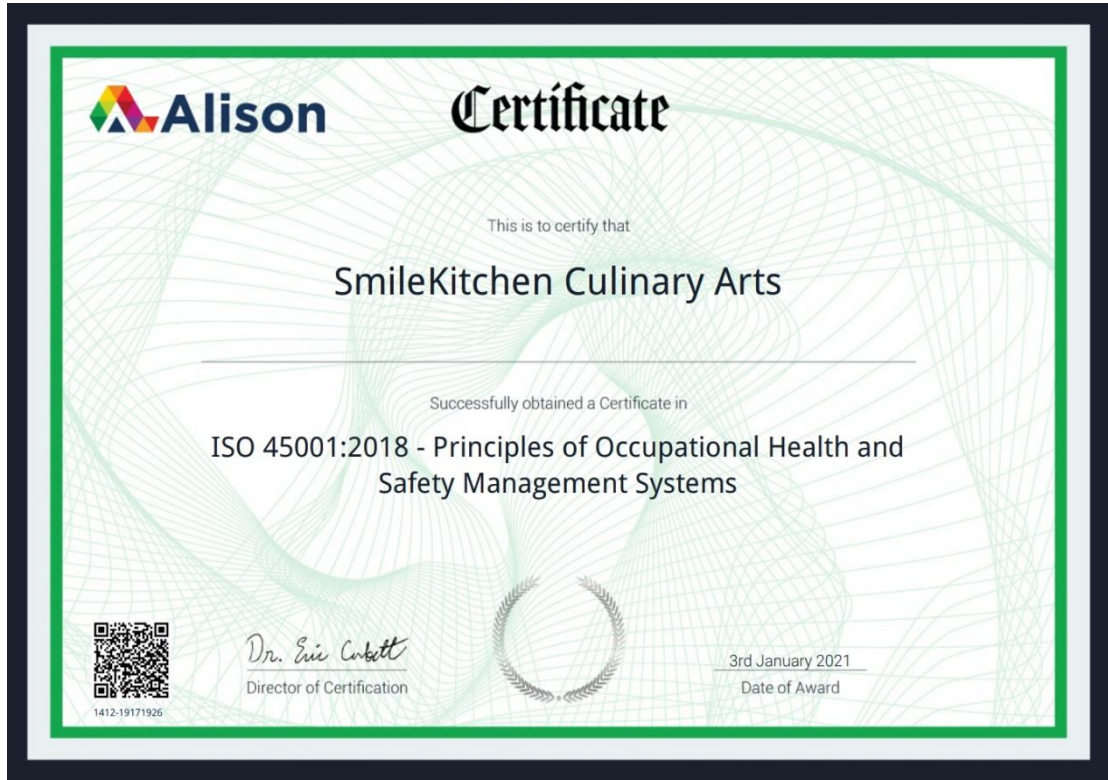 Alison
Certificate
This is to certify that
SmileKitchen Culinary Arts
Successfully obtained a Certificate in
ISO 45001:2018 - Principles of Occupational Health and
Safety Management Systems
Dr. Eric Corbett
Director of Certification
3rd January 2021
Date of Award
1412-19171926